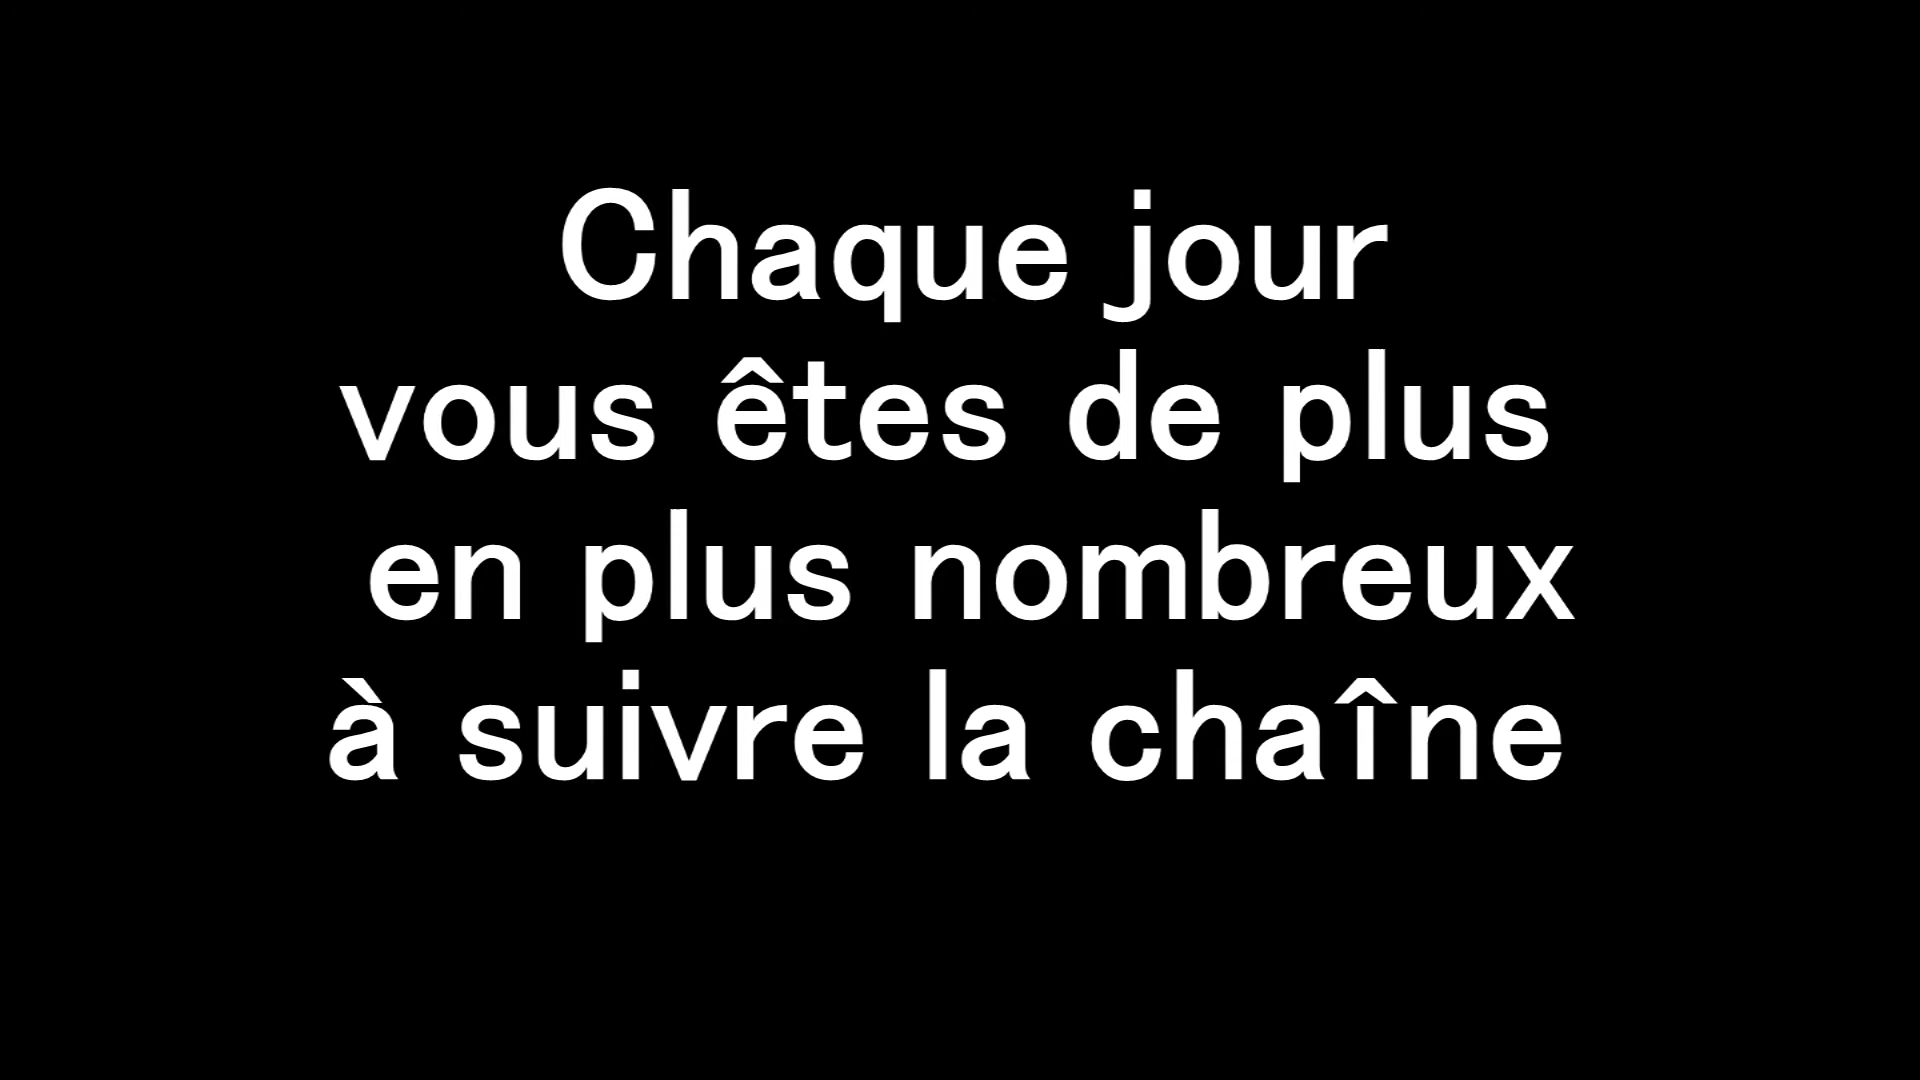 Chaque jour
vous êtes de plus
en plus nombreux
à suivre la chaîne